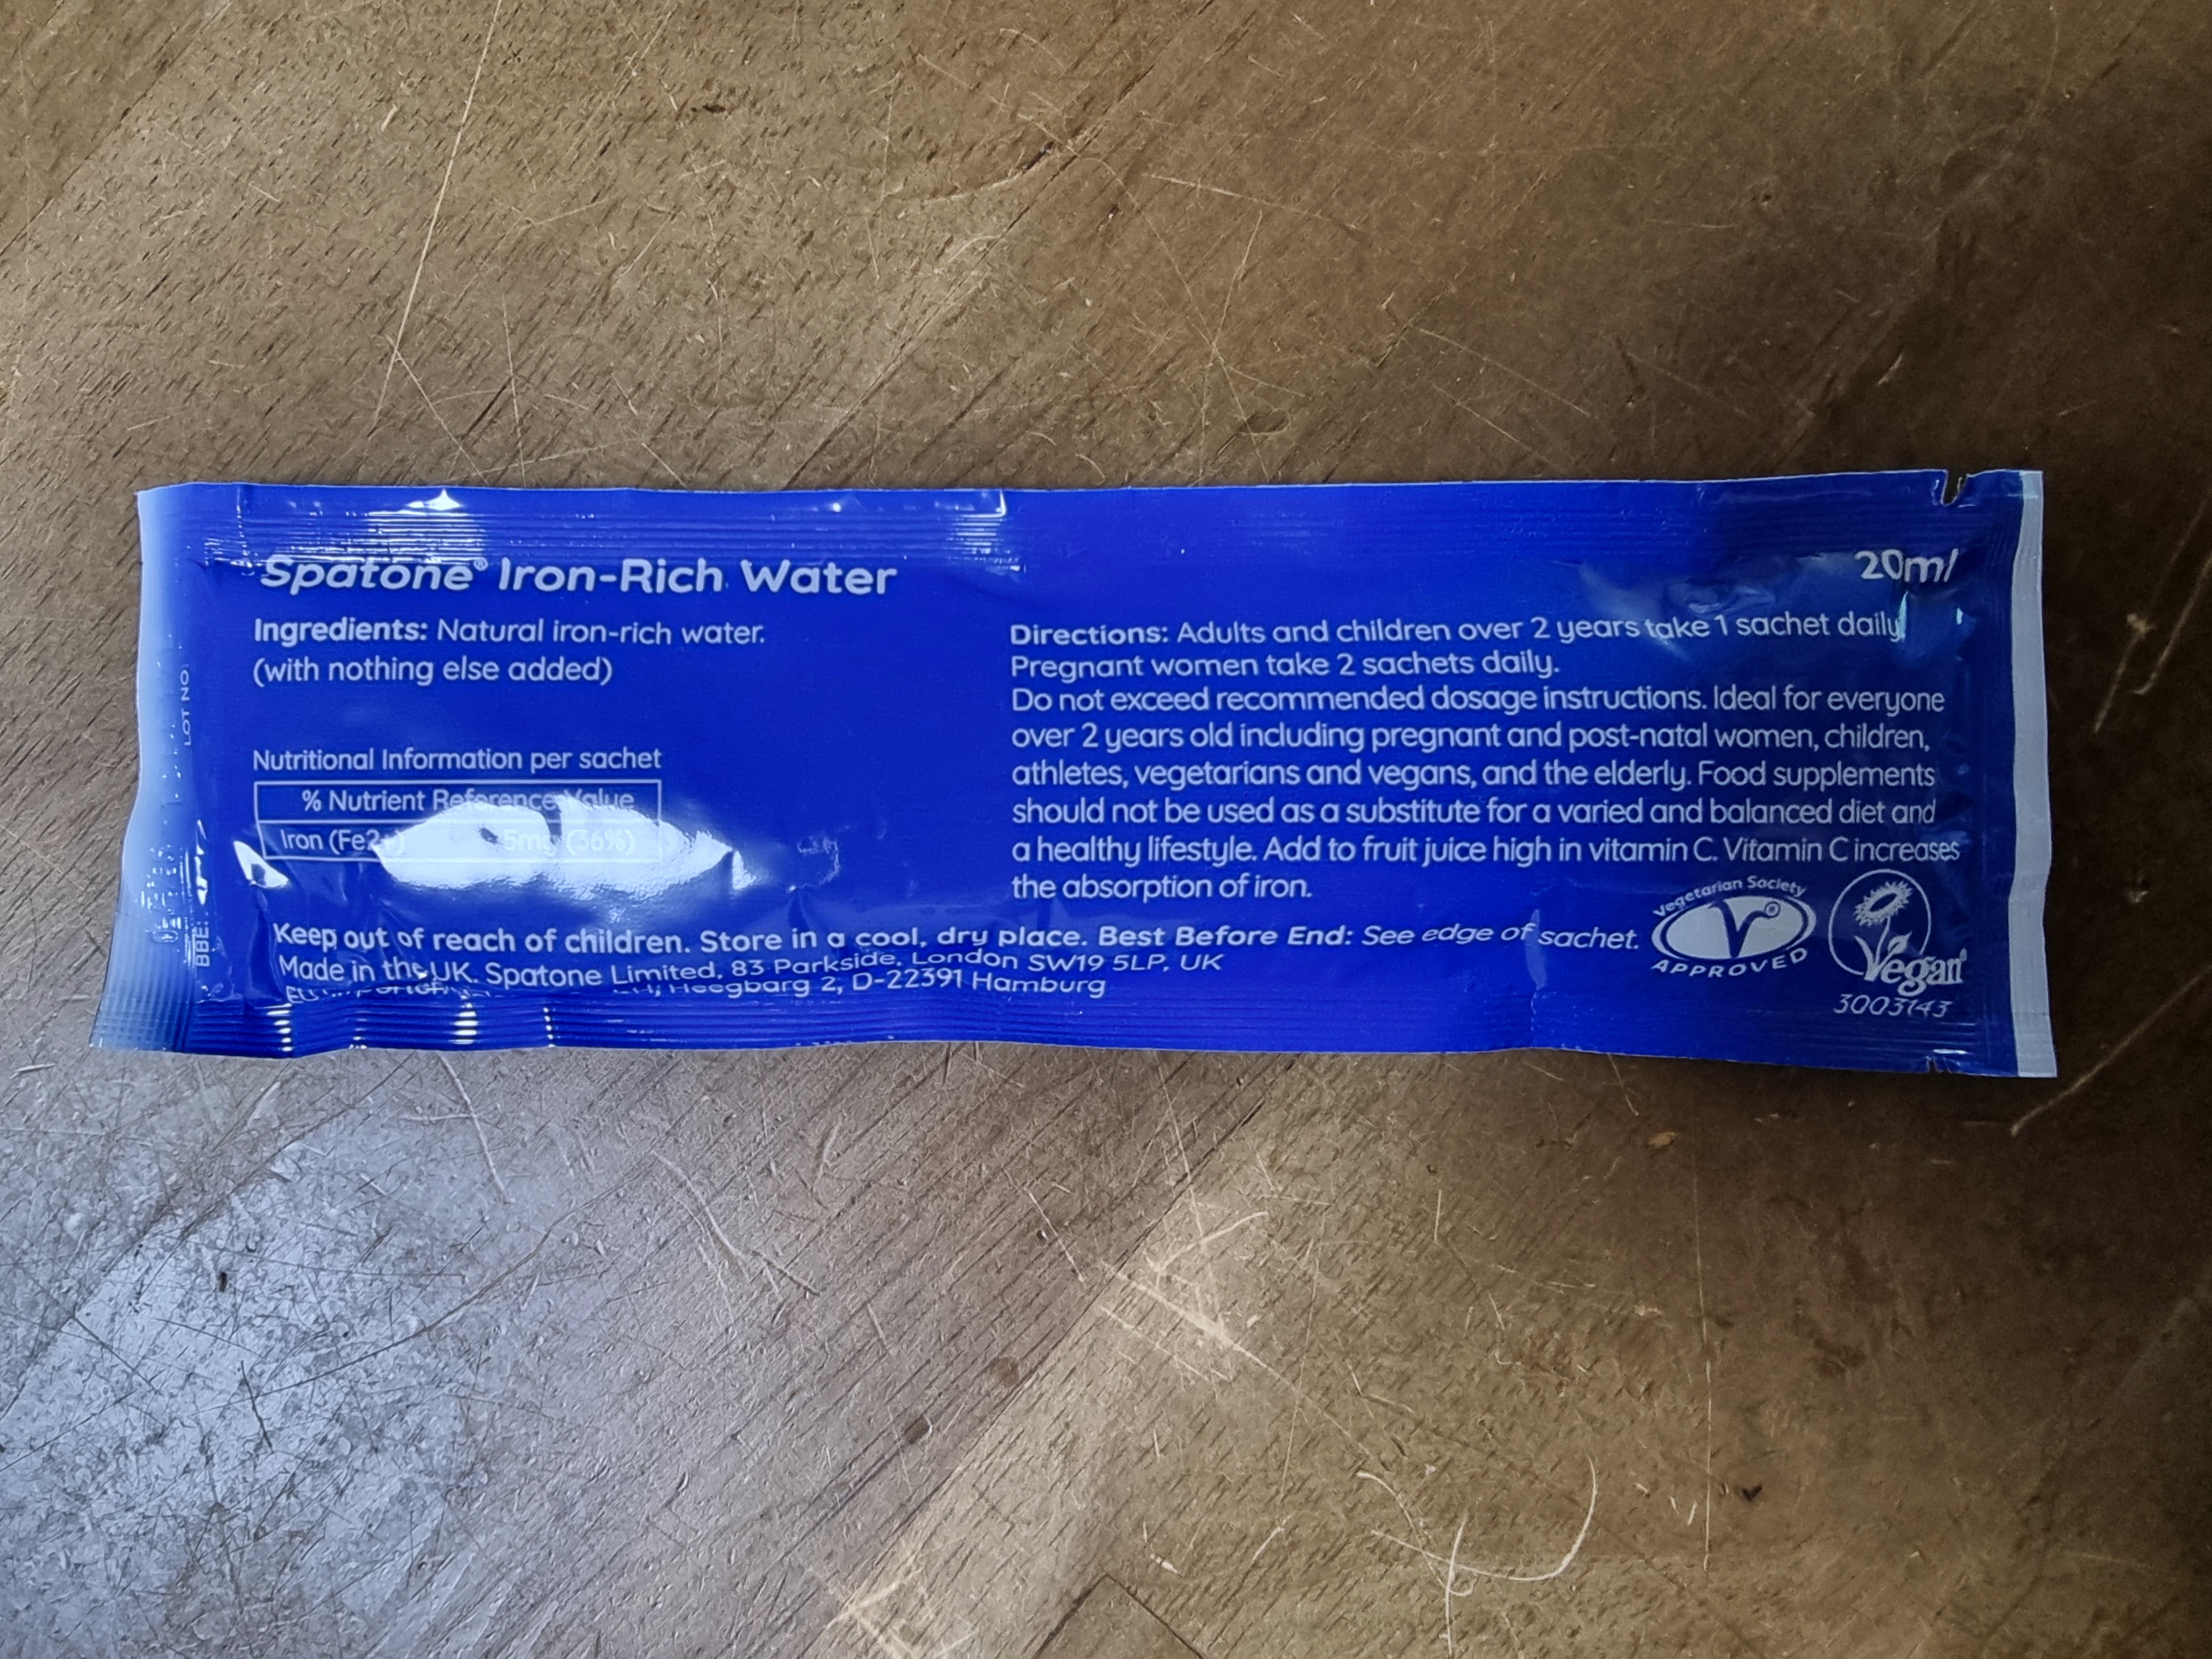 Spatone® Iron-Rich Water
20ml
Ingredients: Natural iron-rich water.
(with nothing else added)
Nutritional Information per sachet
% Nutrient Reference Value
Iron (Fe2+) 5mg (36%)
Directions: Adults and children over 2 years take 1 sachet daily
Pregnant women take 2 sachets daily.
Do not exceed recommended dosage instructions. Ideal for everyone
over 2 years old including pregnant and post-natal women, children,
athletes, vegetarians and vegans, and the elderly. Food supplements
should not be used as a substitute for a varied and balanced diet and
a healthy lifestyle. Add to fruit juice high in vitamin C. Vitamin C increases
the absorption of iron.
Keep out of reach of children. Store in a cool, dry place. Best Before End: See edge of sachet.
Made in the UK. Spatone Limited, 83 Parkside, London SW19 5LP, UK
Heegbarg 2, D-22391 Hamburg
Vegetarian Society
V®
APPROVED
Vegan
3003143
LOT NO
BBE: